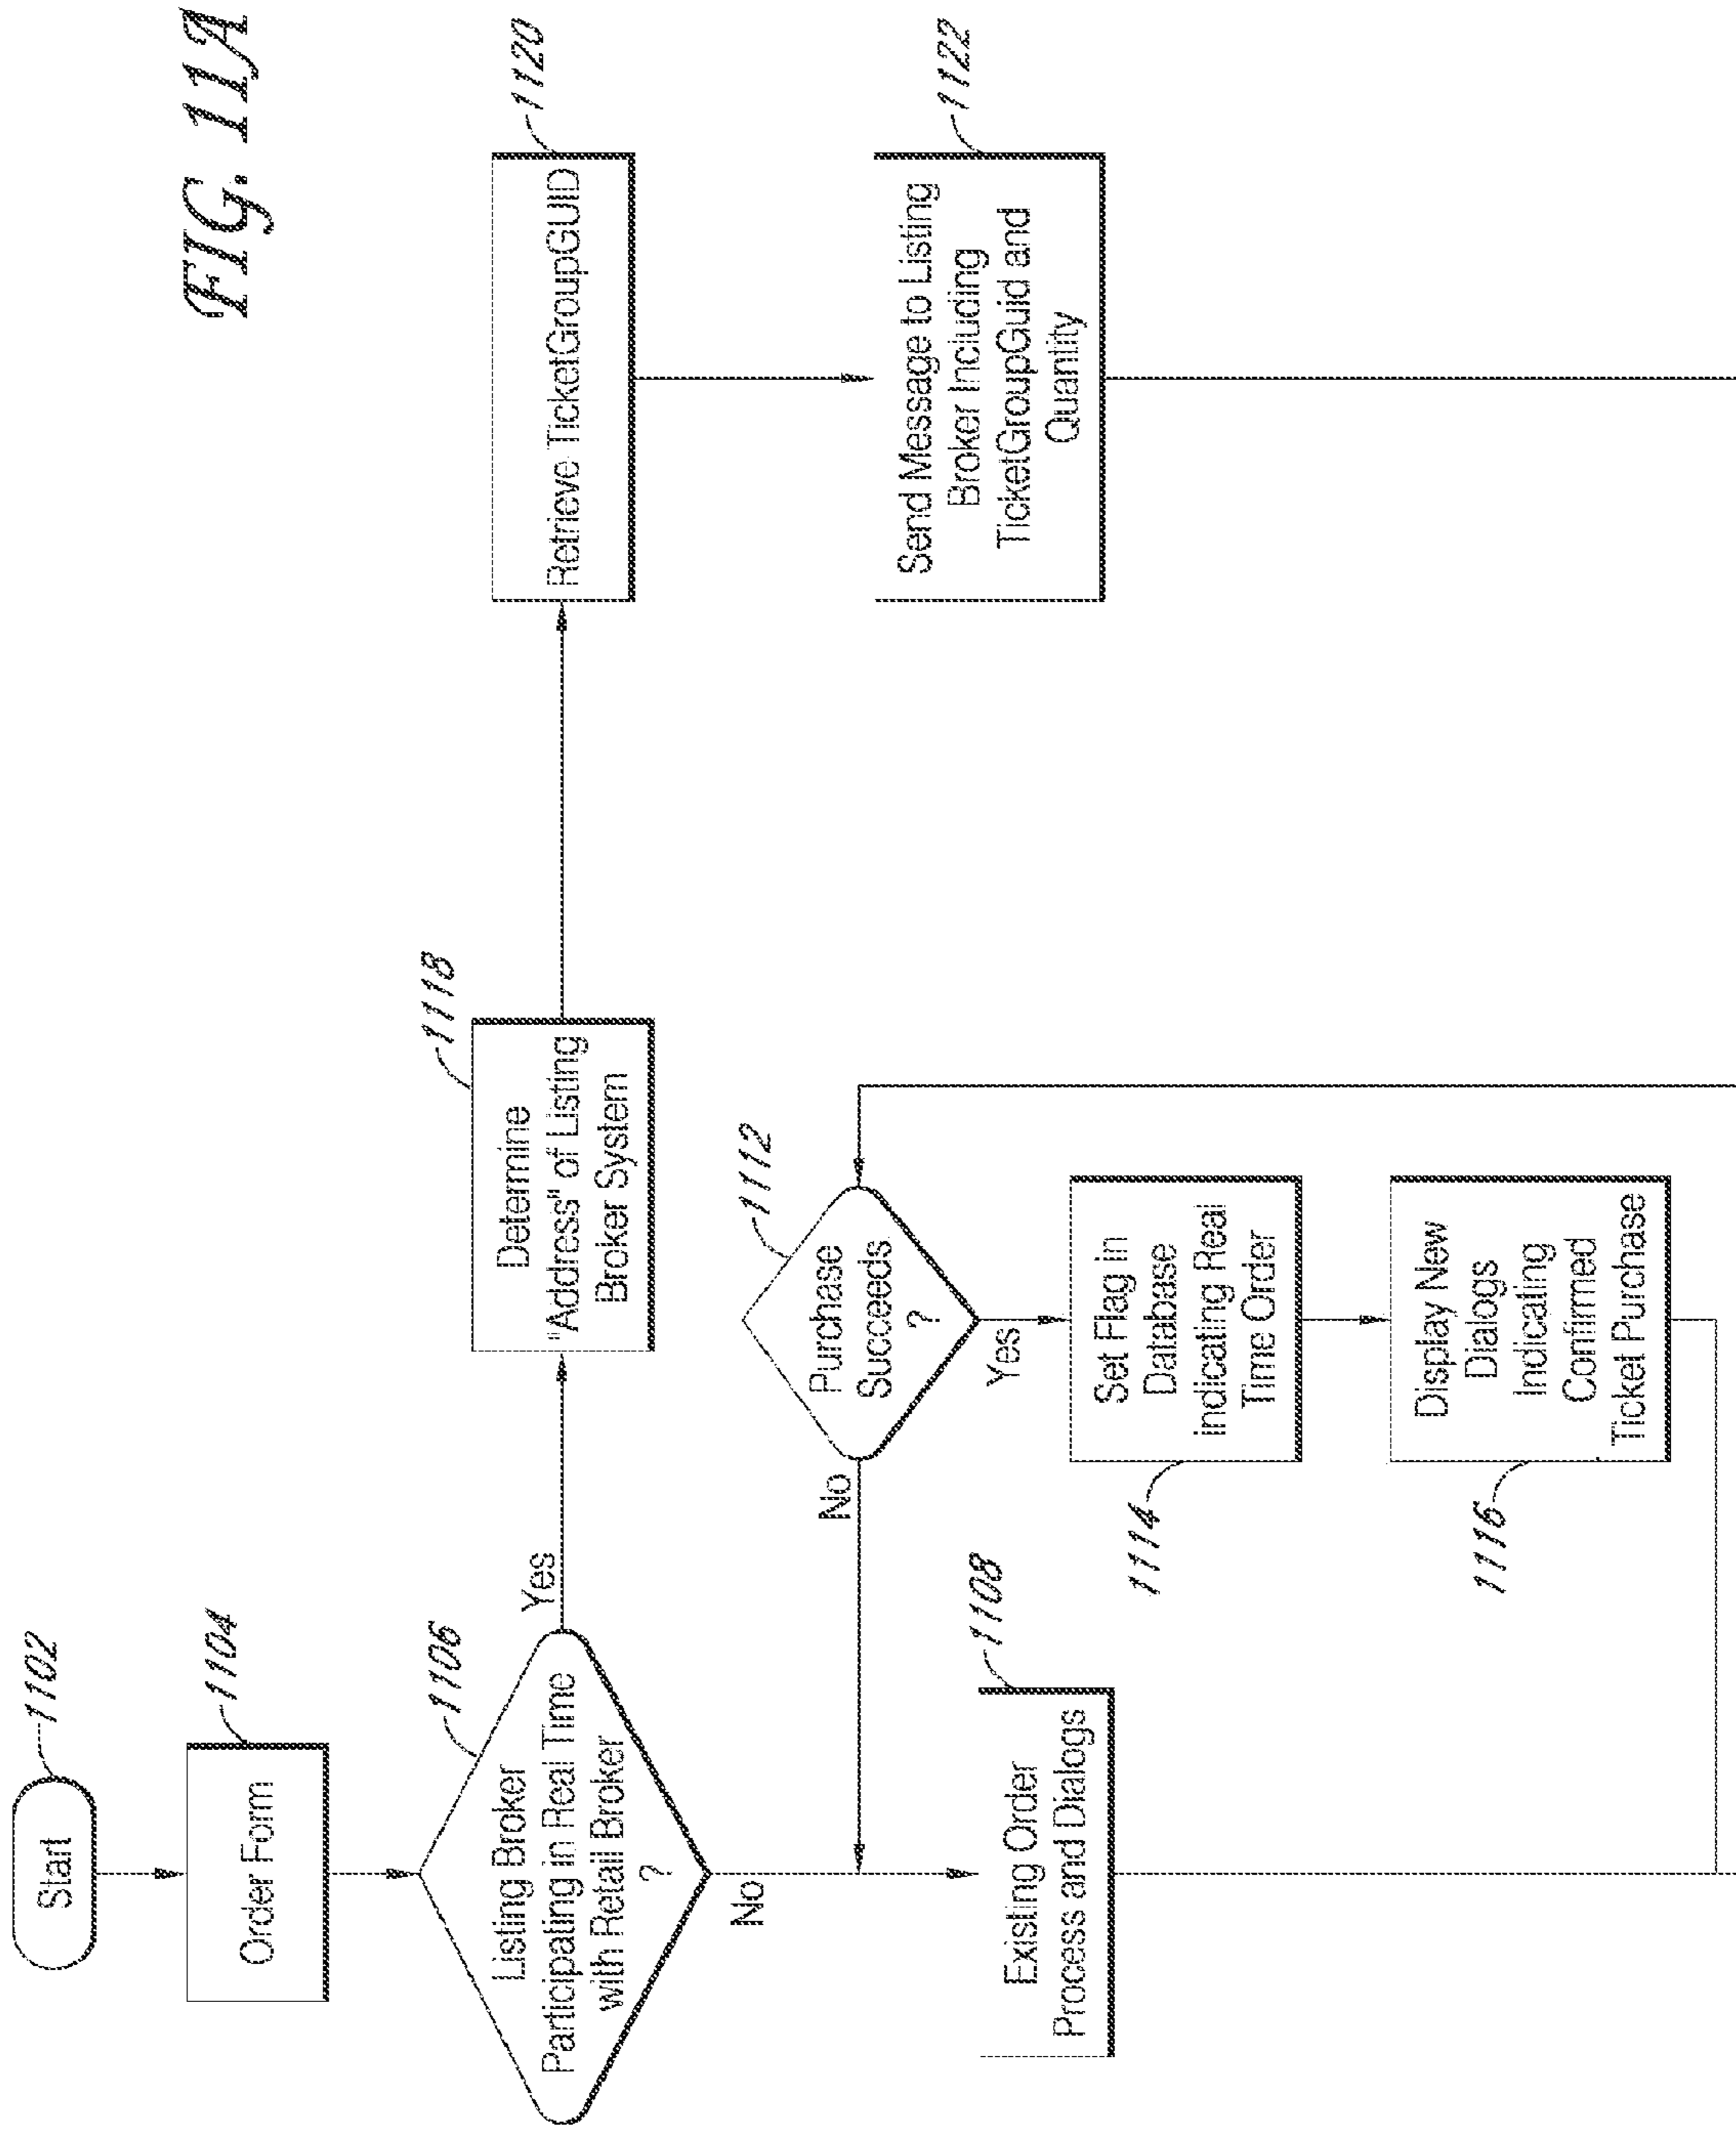 FIG. 11A
1102
Start
1104
Order Form
1106
Listing Broker
Participating in Real Time
with Retail Broker
?
Yes
No
1118
Determine
"Address" of Listing
Broker System
1120
Retrieve TicketGroupGUID
1122
Send Message to Listing
Broker Including
TicketGroupGuid and
Quantity
1112
Purchase
Succeeds
?
No
Yes
1108
Existing Order
Process and Dialogs
1114
Set Flag In
Database
Indicating Real
Time Order
1116
Display New
Dialogs
Indicating
Confirmed
Ticket Purchase